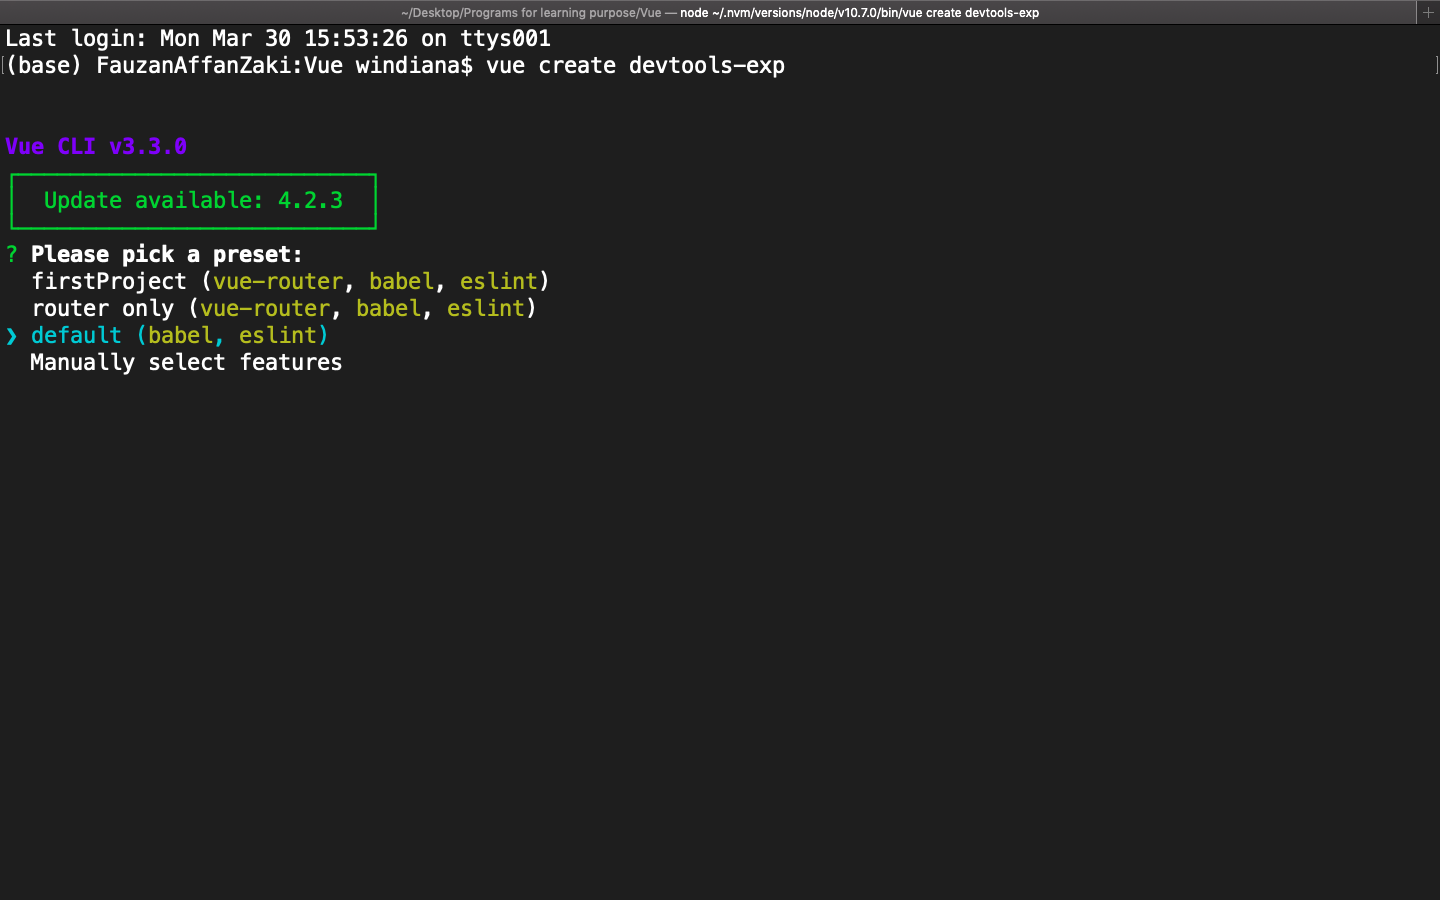 ~/Desktop/Programs for learning purpose/Vue — node ~/.nvm/versions/node/v10.7.0/bin/vue create devtools-exp
Last login: Mon Mar 30 15:53:26 on ttys001
(base) FauzanAffanZaki:Vue windiana$ vue create devtools-exp
Vue CLI v3.3.0
Update available: 4.2.3
? Please pick a preset:
firstProject (vue-router, babel, eslint)
router only (vue-router, babel, eslint)
❯ default (babel, eslint)
Manually select features